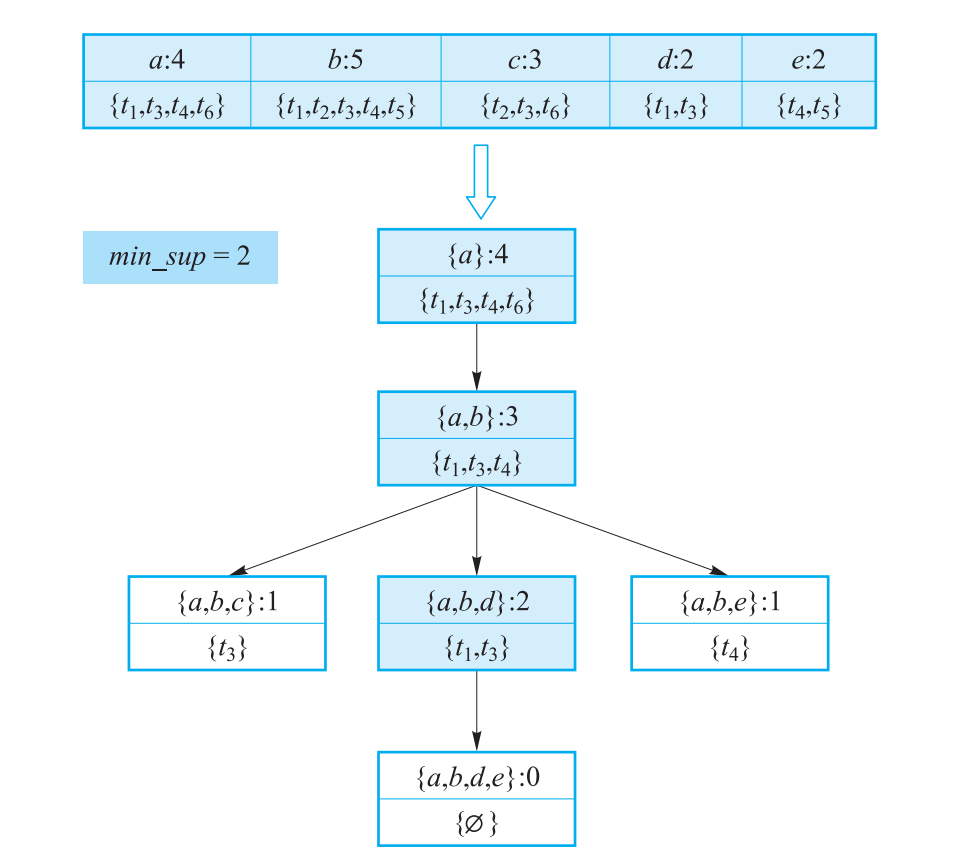 a:4 b:5 c:3 d:2 e:2
{t₁,t₃,t₄,t₆} {t₁,t₂,t₃,t₄,t₅} {t₂,t₃,t₆} {t₁,t₃} {t₄,t₅}
min_sup = 2
{a}:4
{t₁,t₃,t₄,t₆}
{a,b}:3
{t₁,t₃,t₄}
{a,b,c}:1 {a,b,d}:2 {a,b,e}:1
{t₃} {t₁,t₃} {t₄}
{a,b,d,e}:0
{∅}